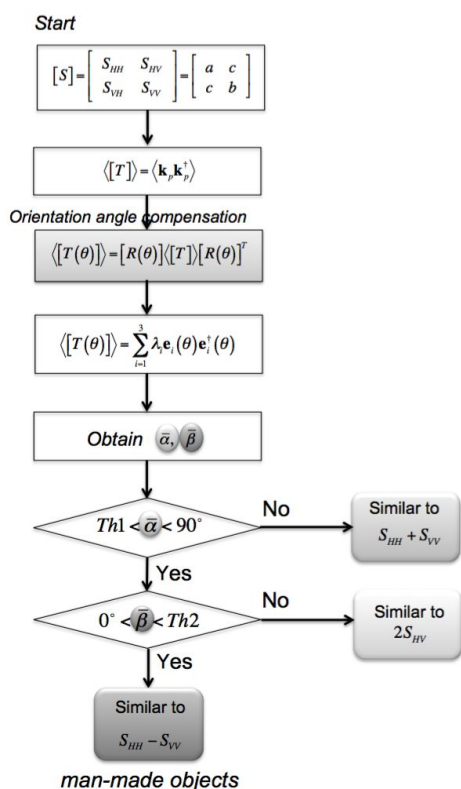 Start
[S] = [ S_HH S_HV ; S_VH S_VV ] = [ a c ; c b ]
⟨[T]⟩ = ⟨k_p k_p^†⟩
Orientation angle compensation
⟨[T(θ)]⟩ = [R(θ)]⟨[T]⟩[R(θ)]^T
⟨[T(θ)]⟩ = ∑_{i=1}^{3} λ_i e_i(θ) e_i^†(θ)
Obtain ᾱ, β̄
Th1 < ᾱ < 90°
No
Similar to
S_HH + S_VV
Yes
0° < β̄ < Th2
No
Similar to
2S_HV
Yes
Similar to
S_HH − S_VV
man-made objects